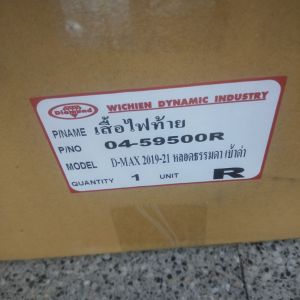 Diamond
WICHIEN DYNAMIC INDUSTRY
P/NAME เสื้อไฟท้าย
P/NO 04-59500R
MODEL D-MAX 2019-21 หลอดธรรมดา เบ้าดำ
QUANTITY 1 UNIT R